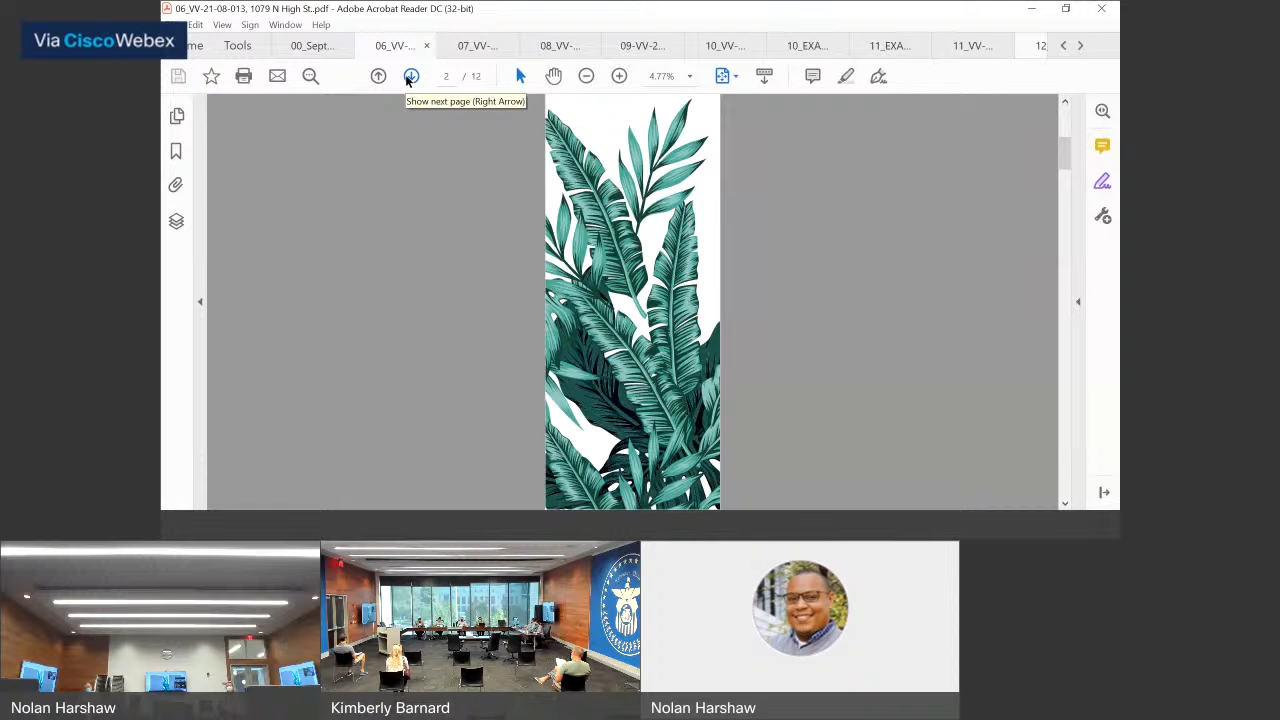 06_VV-21-08-013, 1079 N High St..pdf - Adobe Acrobat Reader DC (32-bit)
Via Cisco Webex
Edit View Sign Window Help
me Tools 00_Sept... 06_VV-... × 07_VV-... 08_VV-... 09-VV-2... 10_VV-... 10_EXA... 11_EXA... 11_VV-... 12
2 / 12 4.77%
Show next page (Right Arrow)
Nolan Harshaw
Kimberly Barnard
Nolan Harshaw